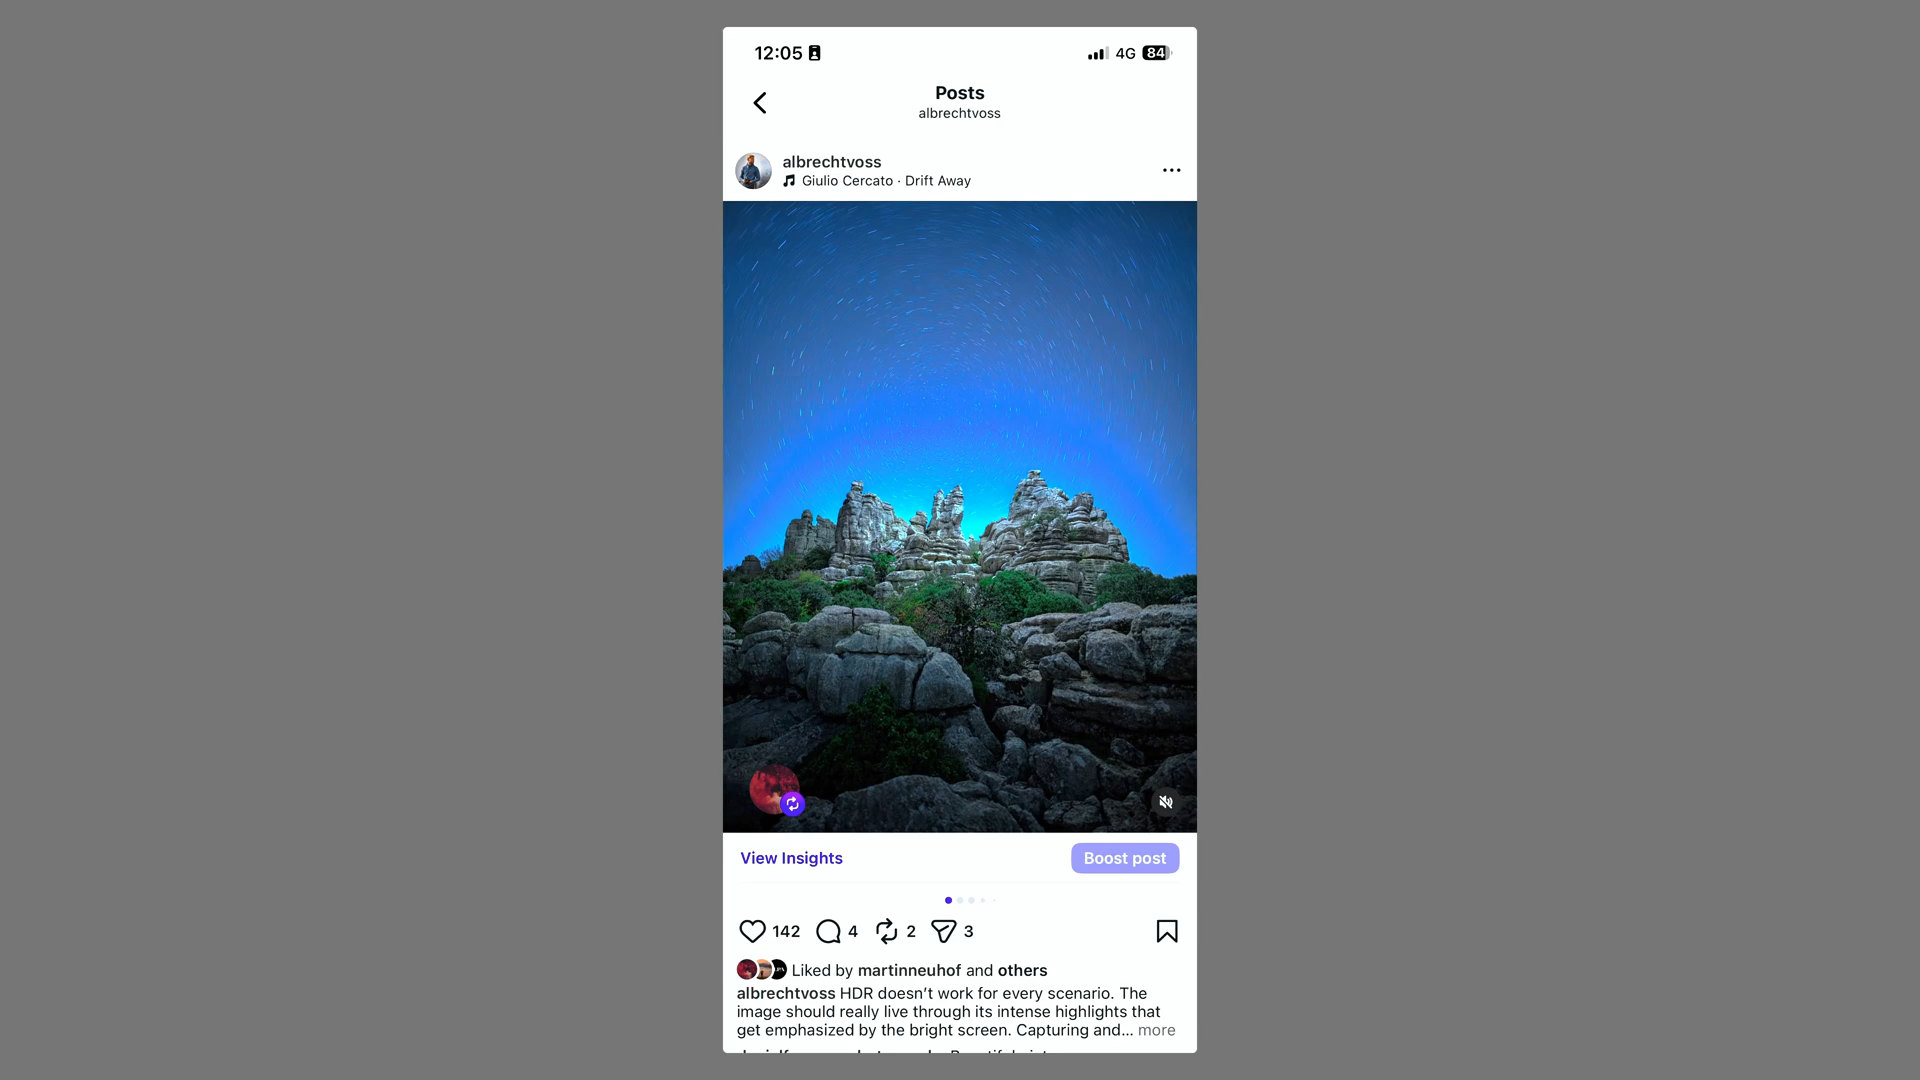 12:05
4G
84
Posts
albrechtvoss
albrechtvoss
Giulio Cercato · Drift Away
View Insights
Boost post
142
4
2
3
Liked by martinneuhof and others
albrechtvoss HDR doesn’t work for every scenario. The
image should really live through its intense highlights that
get emphasized by the bright screen. Capturing and... more